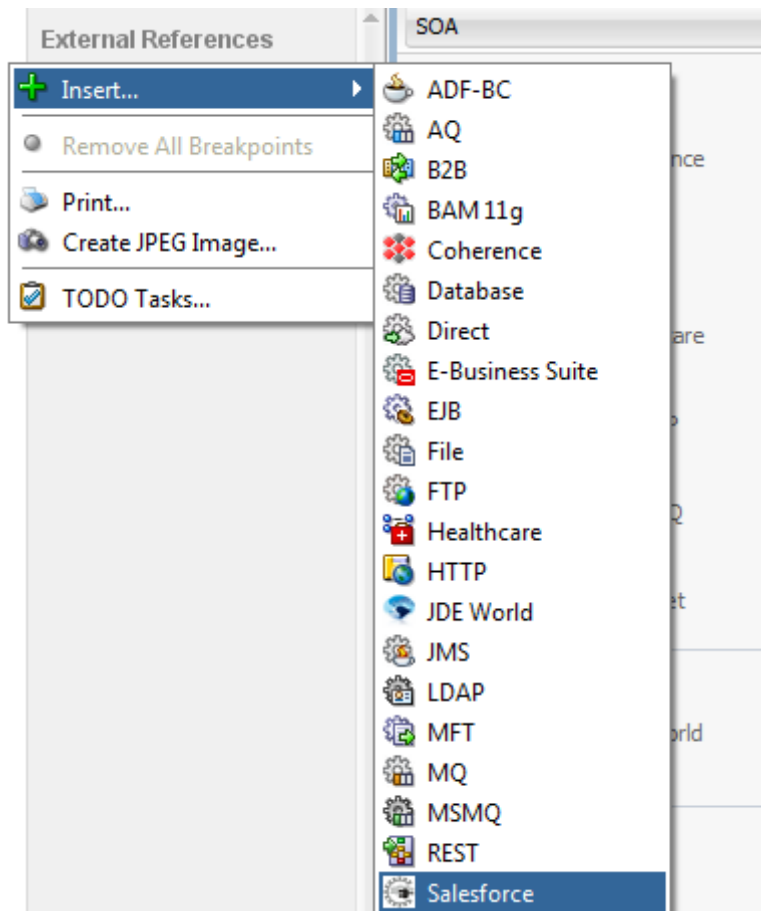 External References
SOA
Insert...
Remove All Breakpoints
Print...
Create JPEG Image...
TODO Tasks...
ADF-BC
AQ
B2B
BAM 11g
Coherence
Database
Direct
E-Business Suite
EJB
File
FTP
Healthcare
HTTP
JDE World
JMS
LDAP
MFT
MQ
MSMQ
REST
Salesforce